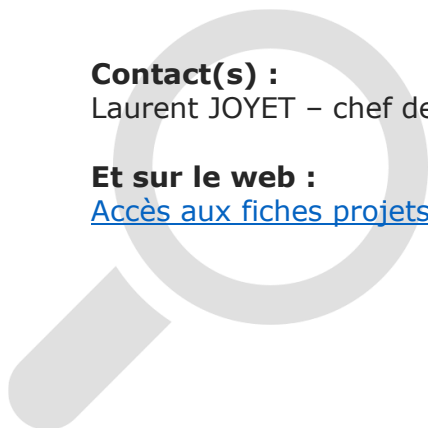 Contact(s) :
Laurent JOYET – chef de
Et sur le web :
Accès aux fiches projets